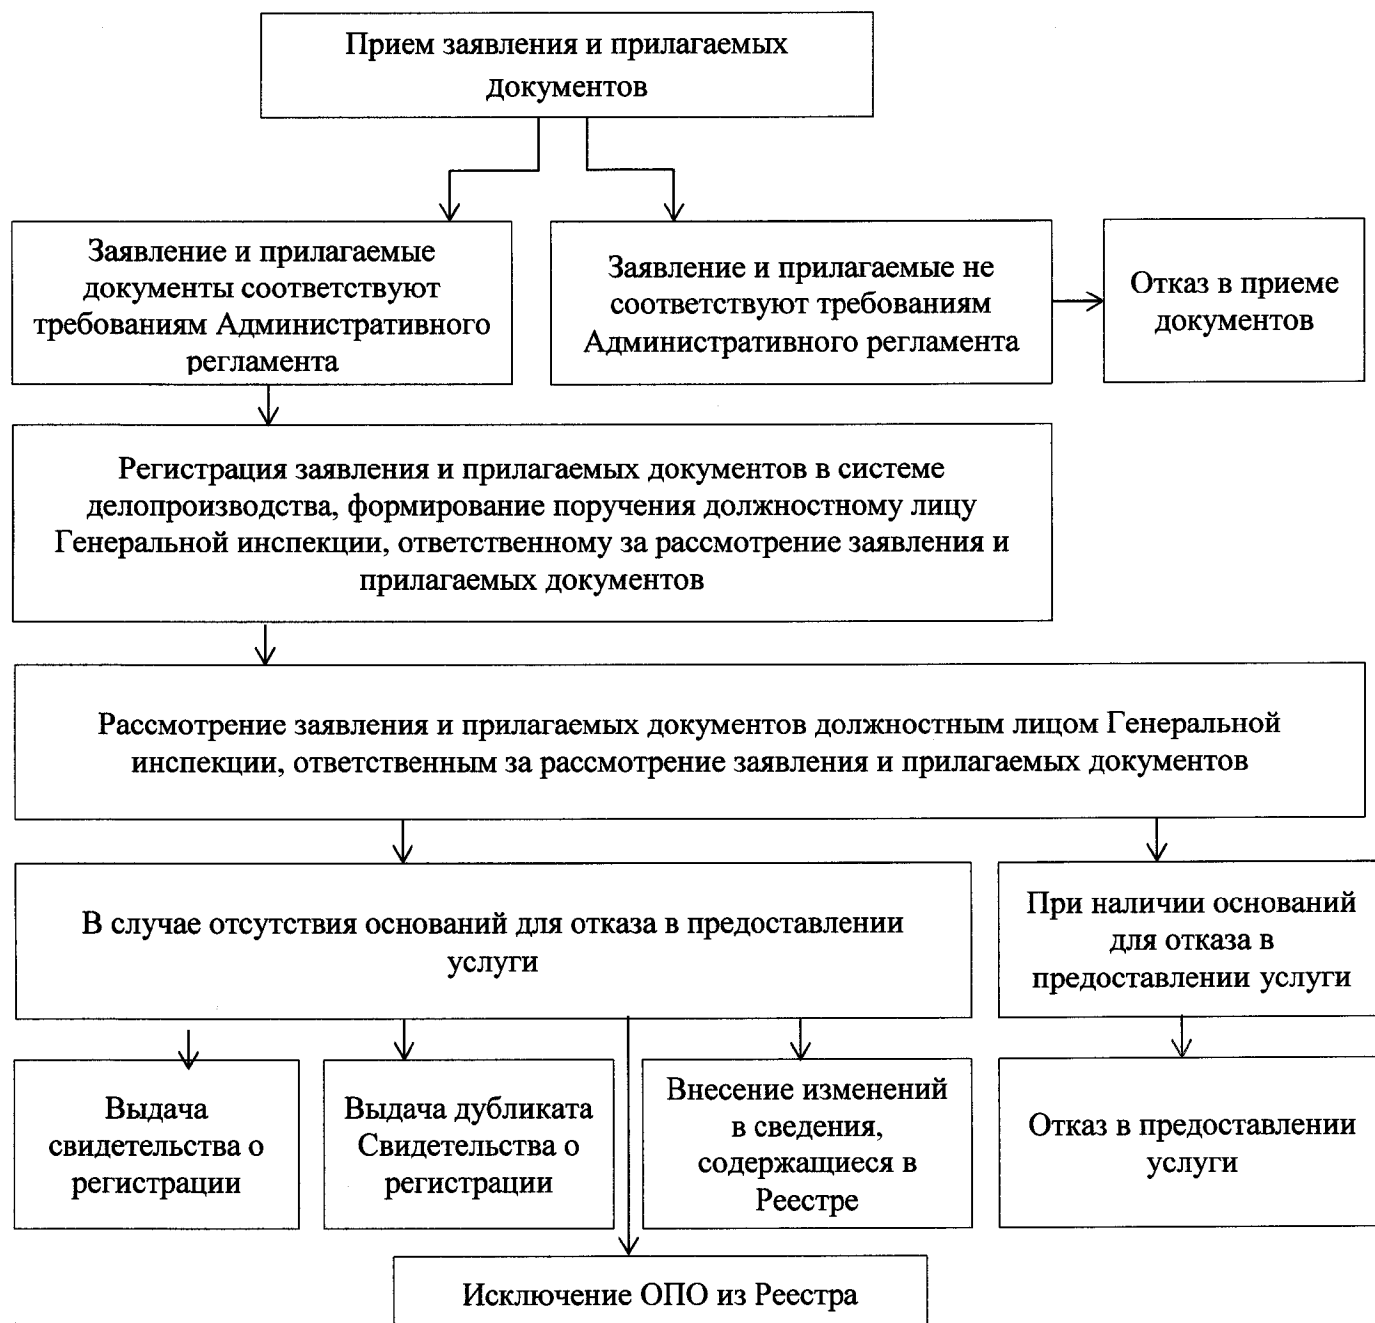 Прием заявления и прилагаемых
документов
Заявление и прилагаемые
документы соответствуют
требованиям Административного
регламента
Заявление и прилагаемые не
соответствуют требованиям
Административного регламента
Отказ в приеме
документов
Регистрация заявления и прилагаемых документов в системе
делопроизводства, формирование поручения должностному лицу
Генеральной инспекции, ответственному за рассмотрение заявления и
прилагаемых документов
Рассмотрение заявления и прилагаемых документов должностным лицом Генеральной
инспекции, ответственным за рассмотрение заявления и прилагаемых документов
В случае отсутствия оснований для отказа в предоставлении
услуги
При наличии оснований
для отказа в
предоставлении услуги
Выдача
свидетельства о
регистрации
Выдача дубликата
Свидетельства о
регистрации
Внесение изменений
в сведения,
содержащиеся в
Реестре
Отказ в предоставлении
услуги
Исключение ОПО из Реестра